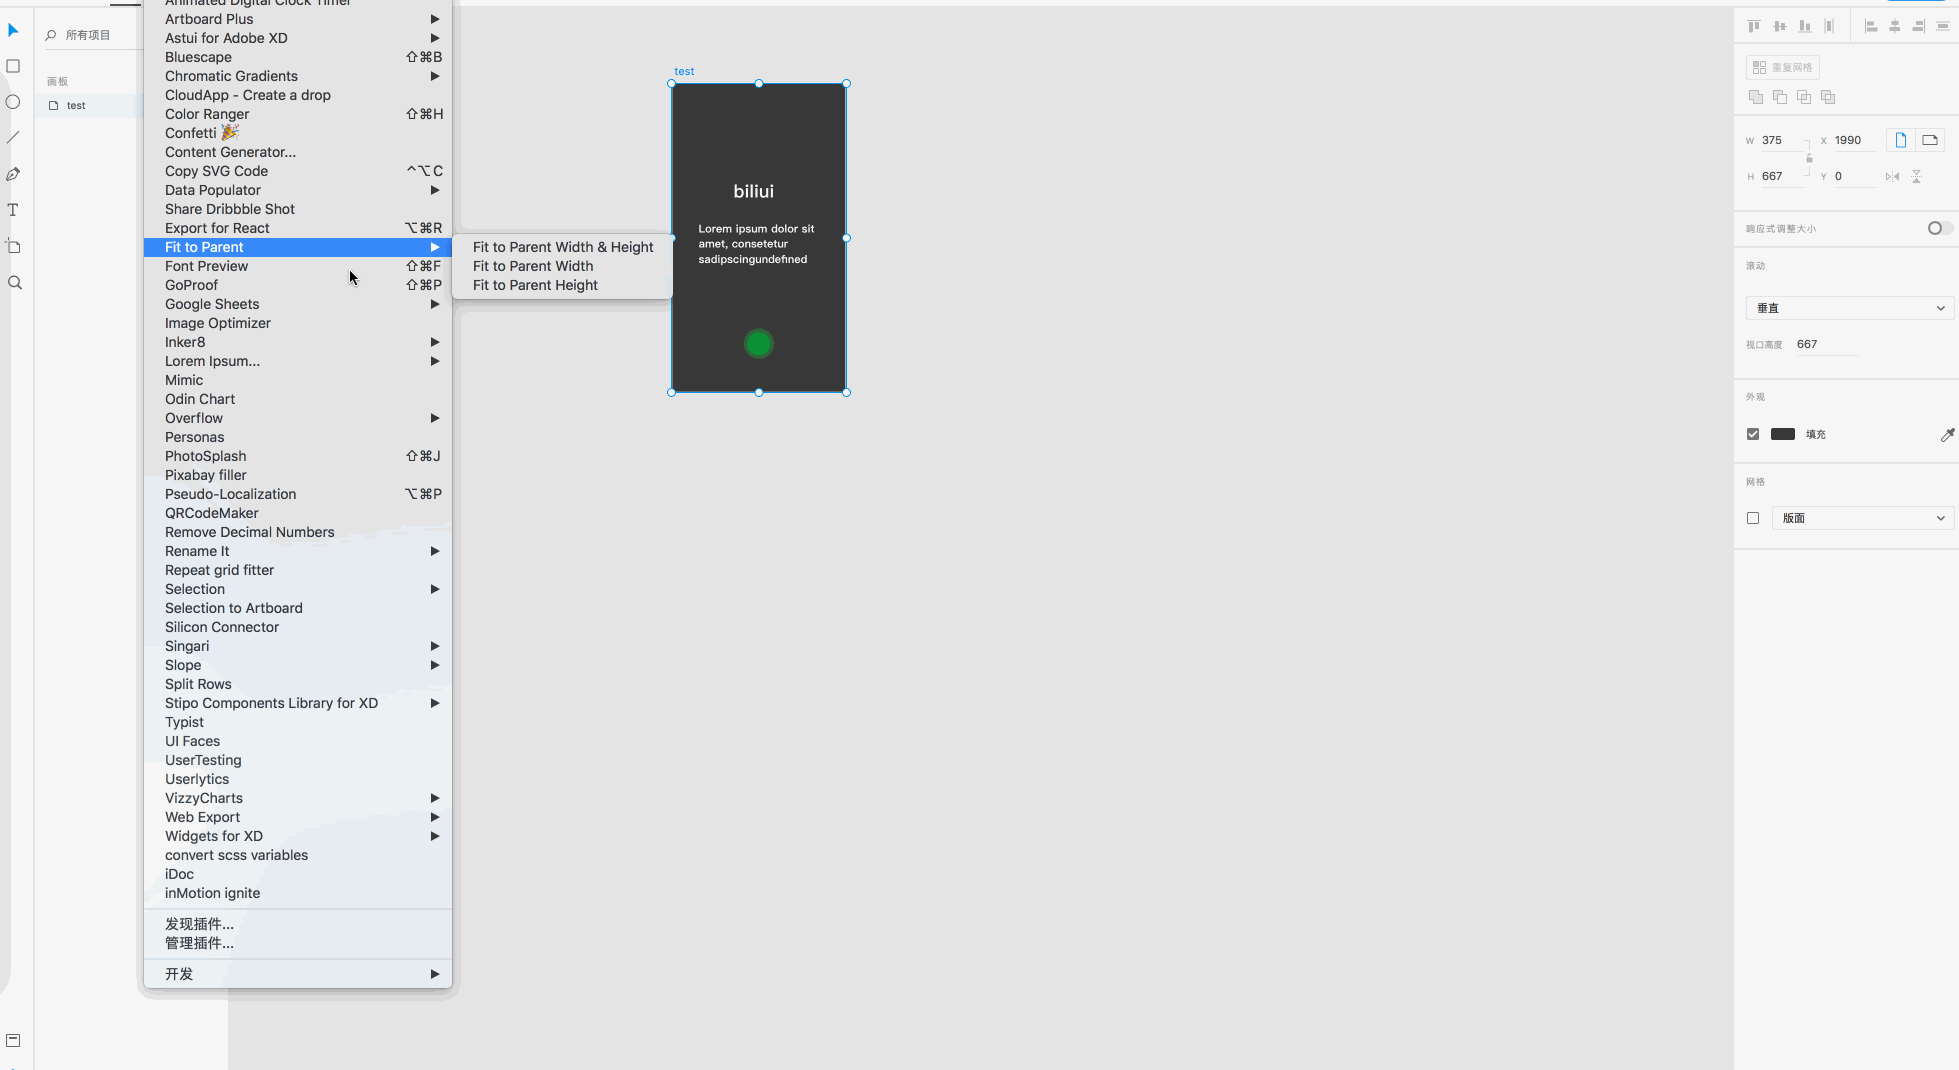 Animated Digital Clock Timer
Artboard Plus
Astui for Adobe XD
Bluescape ⇧⌘B
Chromatic Gradients
CloudApp - Create a drop
Color Ranger ⇧⌘H
Confetti 🎉
Content Generator...
Copy SVG Code ^⌥C
Data Populator
Share Dribbble Shot
Export for React ⌥⌘R
Fit to Parent
Font Preview ⇧⌘F
GoProof ⇧⌘P
Google Sheets
Image Optimizer
Inker8
Lorem Ipsum...
Mimic
Odin Chart
Overflow
Personas
PhotoSplash ⇧⌘J
Pixabay filler
Pseudo-Localization ⌥⌘P
QRCodeMaker
Remove Decimal Numbers
Rename It
Repeat grid fitter
Selection
Selection to Artboard
Silicon Connector
Singari
Slope
Split Rows
Stipo Components Library for XD
Typist
UI Faces
UserTesting
Userlytics
VizzyCharts
Web Export
Widgets for XD
convert scss variables
iDoc
inMotion ignite
发现插件...
管理插件...
开发
Fit to Parent Width & Height
Fit to Parent Width
Fit to Parent Height
所有项目
画板
test
test
biliui
Lorem ipsum dolor sit
amet, consetetur
sadipscingundefined
重复网格
W 375 X 1990
H 667 Y 0
响应式调整大小
滚动
垂直
视口高度 667
外观
填充
网格
版面